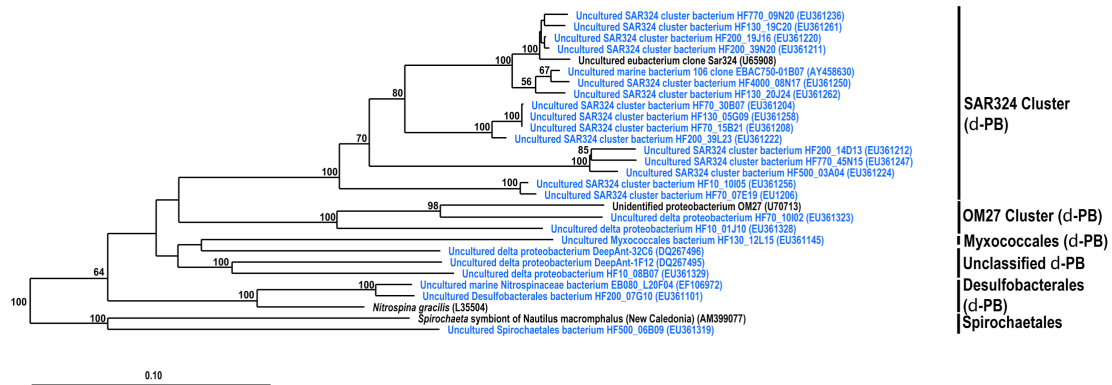 Uncultured SAR324 cluster bacterium HF770_09N20 (EU361236)
Uncultured SAR324 cluster bacterium HF130_19C20 (EU361261)
Uncultured SAR324 cluster bacterium HF200_19J16 (EU361220)
100 Uncultured SAR324 cluster bacterium HF200_39N20 (EU361211)
Uncultured eubacterium clone Sar324 (U65908)
67 Uncultured marine bacterium 106 clone EBAC750-01B07 (AY458630)
56 Uncultured SAR324 cluster bacterium HF4000_08N17 (EU361250)
80 Uncultured SAR324 cluster bacterium HF130_20J24 (EU361262)
Uncultured SAR324 cluster bacterium HF70_30B07 (EU361204)
SAR324 Cluster
Uncultured SAR324 cluster bacterium HF130_05G09 (EU361258)
100 Uncultured SAR324 cluster bacterium HF70_15B21 (EU361208)
(d-PB)
70 Uncultured SAR324 cluster bacterium HF200_39L23 (EU361222)
85 Uncultured SAR324 cluster bacterium HF200_14D13 (EU361212)
100 Uncultured SAR324 cluster bacterium HF770_45N15 (EU361247)
100 Uncultured SAR324 cluster bacterium HF500_03A04 (EU361224)
100 Uncultured SAR324 cluster bacterium HF10_10I05 (EU361256)
Uncultured SAR324 cluster bacterium HF70_07E19 (EU1206)
98 Unidentified proteobacterium OM27 (U70713)
100 Uncultured delta proteobacterium HF70_10I02 (EU361323)
OM27 Cluster (d-PB)
Uncultured delta proteobacterium HF10_01J10 (EU361328)
Uncultured Myxococcales bacterium HF130_12L15 (EU361145)
Myxococcales (d-PB)
Uncultured delta proteobacterium DeepAnt-32C6 (DQ267496)
100 Uncultured delta proteobacterium DeepAnt-1F12 (DQ267495)
Unclassified d-PB
64 Uncultured delta proteobacterium HF10_08B07 (EU361329)
Uncultured marine Nitrospinaceae bacterium EB080_L20F04 (EF106972)
Desulfobacterales
100 Uncultured Desulfobacterales bacterium HF200_07G10 (EU361101)
(d-PB)
100 Nitrospina gracilis (L35504)
100 Spirochaeta symbiont of Nautilus macromphalus (New Caledonia) (AM399077)
Spirochaetales
Uncultured Spirochaetales bacterium HF500_06B09 (EU361319)
0.10